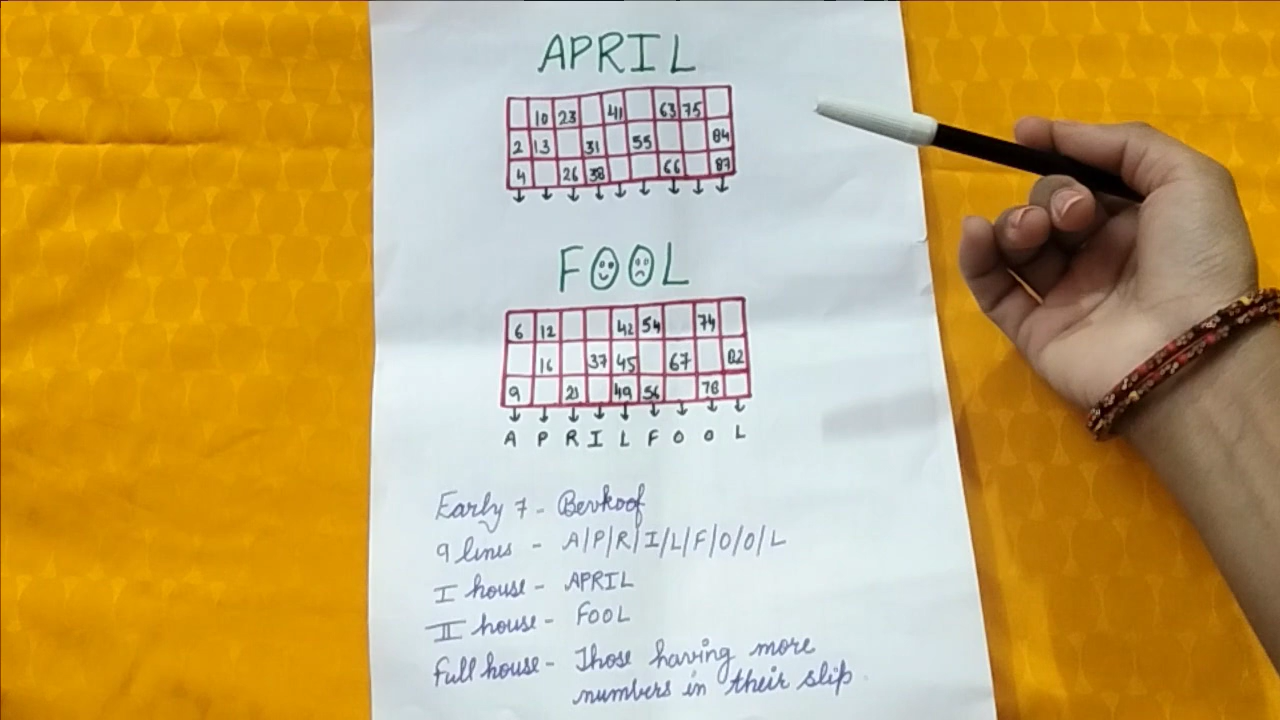 APRIL
10 23 41 63 75
2 13 31 55 84
4 26 38 66 87
FOOL
6 12 42 54 74
16 37 45 67 82
9 21 49 56 78
A P R I L F O O L
Early 7 - Bevkoof
9 lines - A/P/R/I/L/F/O/O/L
I house - APRIL
II house - FOOL
Full house - Those having more
numbers in their slip.